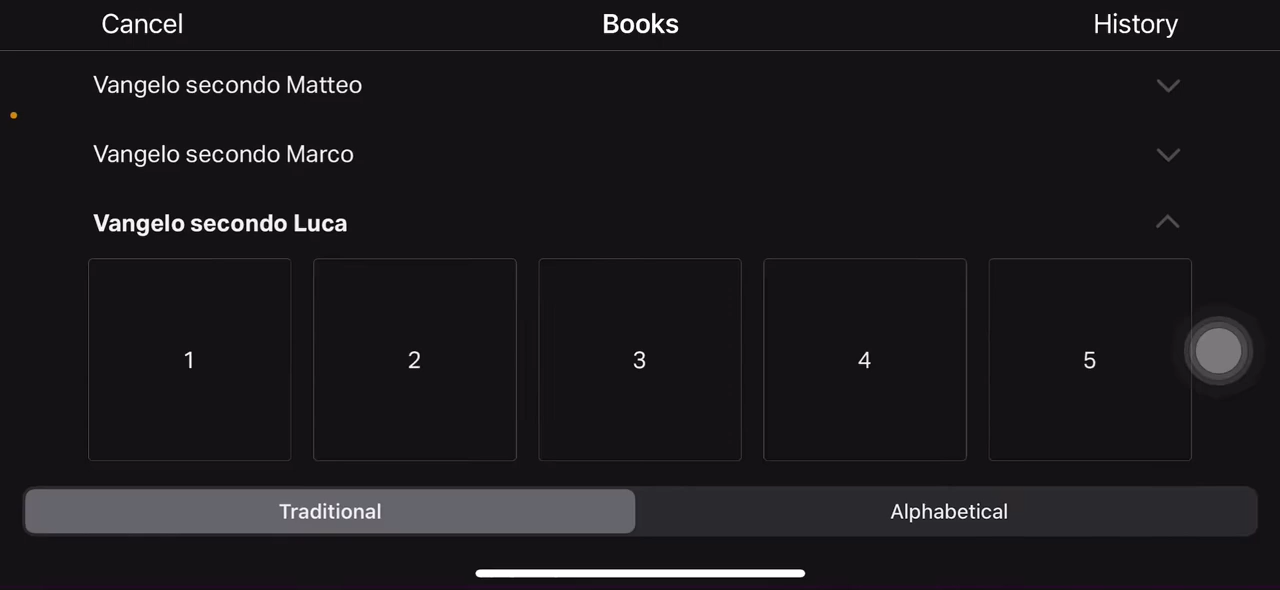 Cancel Books History
Vangelo secondo Matteo
Vangelo secondo Marco
Vangelo secondo Luca
1 2 3 4 5
Traditional Alphabetical